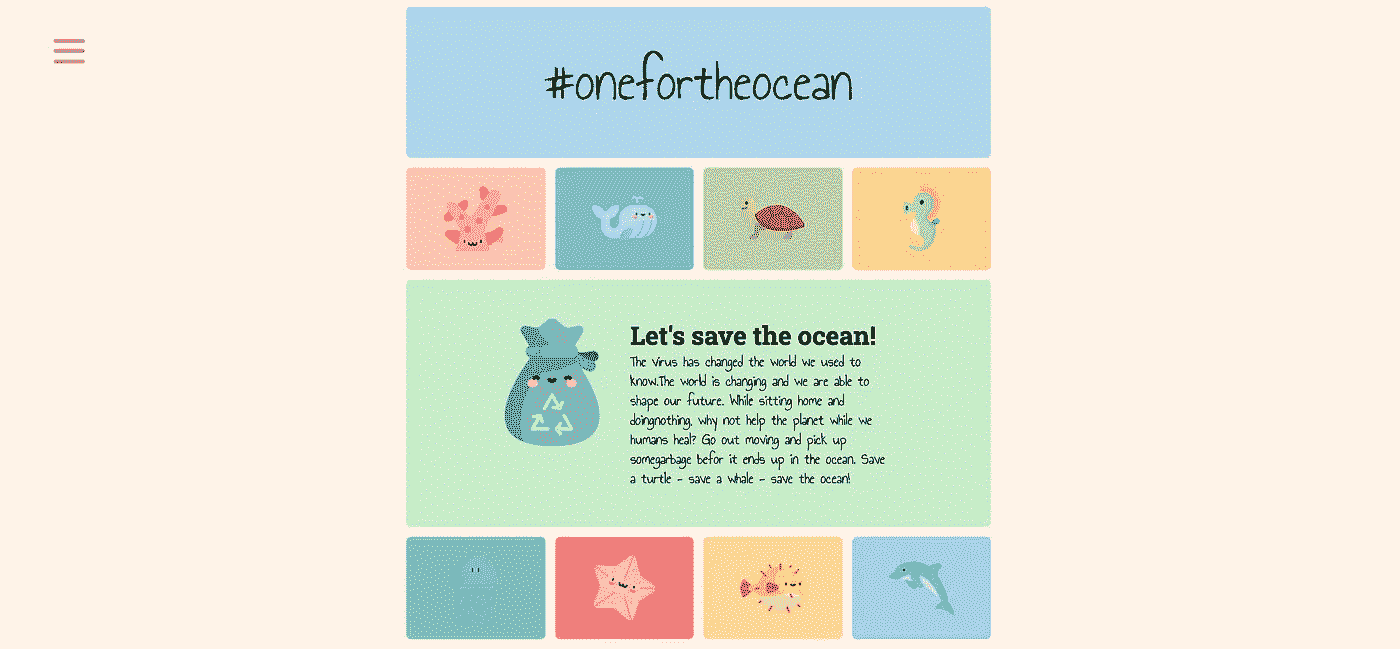 #onefortheocean
Let's save the ocean!
The virus has changed the world we used to
know.The world is changing and we are able to
shape our future. While sitting home and
doingnothing, why not help the planet while we
humans heal? Go out moving and pick up
somegarbage befor it ends up in the ocean. Save
a turtle - save a whale - save the ocean!